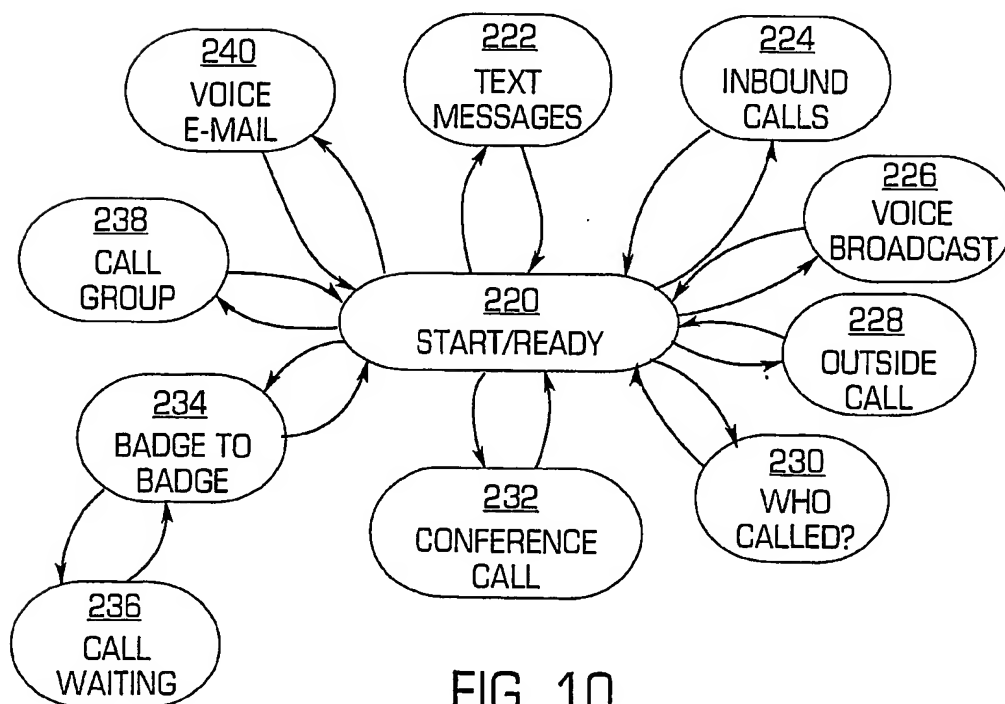 240
VOICE
E-MAIL
222
TEXT
MESSAGES
224
INBOUND
CALLS
226
VOICE
BROADCAST
238
CALL
GROUP
220
START/READY
228
OUTSIDE
CALL
234
BADGE TO
BADGE
230
WHO
CALLED?
232
CONFERENCE
CALL
236
CALL
WAITING
FIG. 10